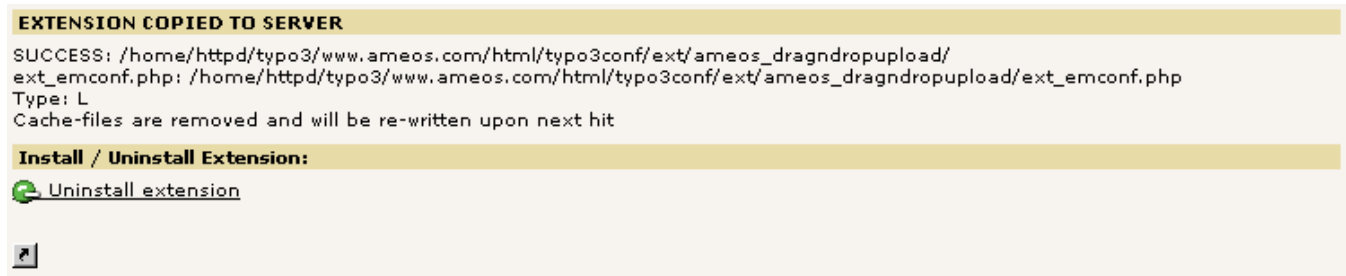 EXTENSION COPIED TO SERVER
SUCCESS: /home/httpd/typo3/www.ameos.com/html/typo3conf/ext/ameos_dragndropupload/
ext_emconf.php: /home/httpd/typo3/www.ameos.com/html/typo3conf/ext/ameos_dragndropupload/ext_emconf.php
Type: L
Cache-files are removed and will be re-written upon next hit
Install / Uninstall Extension:
Uninstall extension